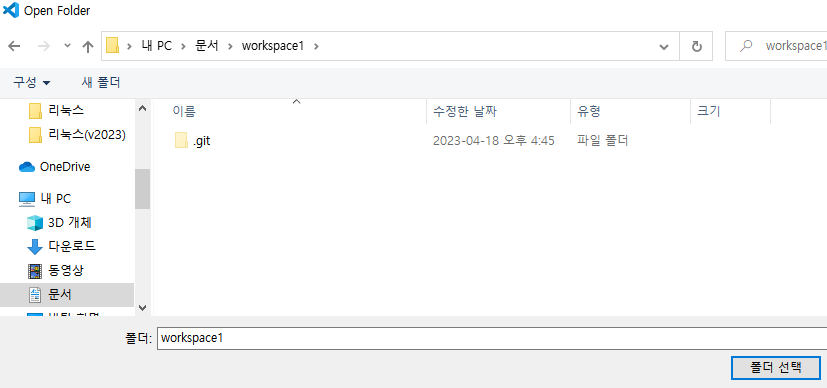 Open Folder
내 PC > 문서 > workspace1 >
workspace1
구성 새 폴더
이름 수정한 날짜 유형 크기
.git 2023-04-18 오후 4:45 파일 폴더
리눅스
리눅스(v2023)
OneDrive
내 PC
3D 개체
다운로드
동영상
문서
폴더: workspace1
폴더 선택